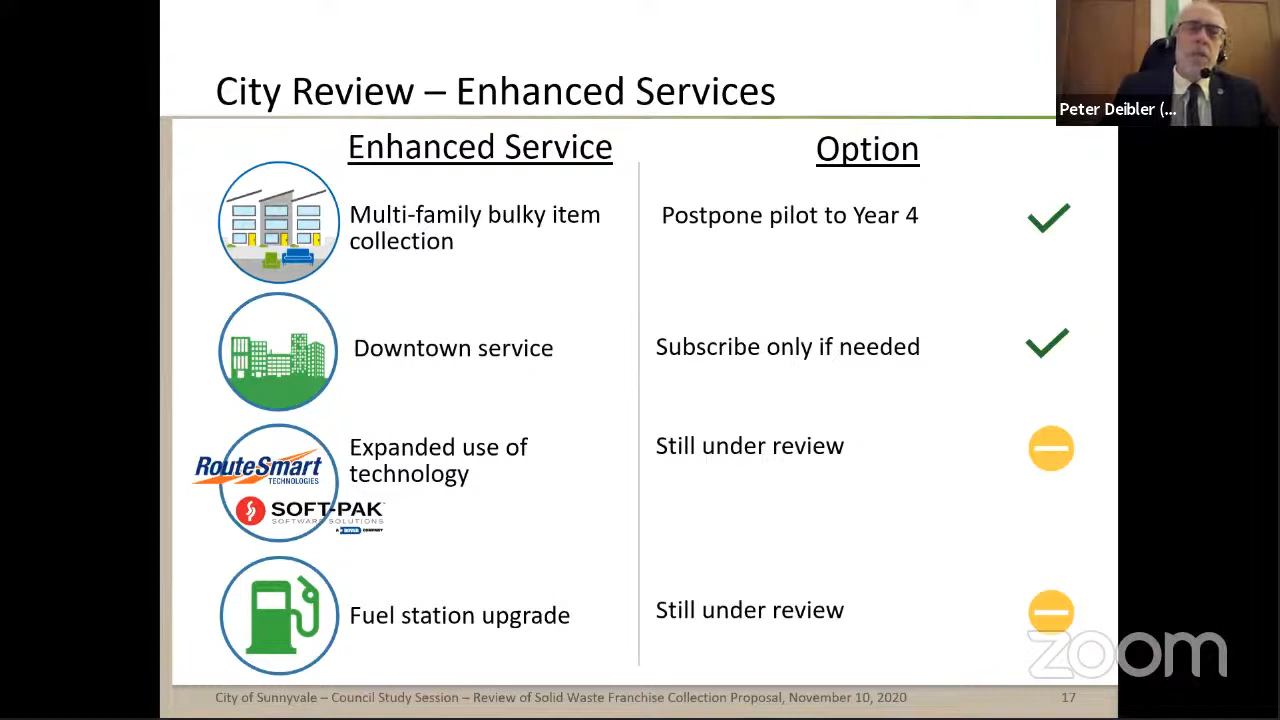 City Review – Enhanced Services
Peter Deibler (...
Enhanced Service
Option
Multi-family bulky item
collection
Postpone pilot to Year 4
Downtown service
Subscribe only if needed
RouteSmart
TECHNOLOGIES
Expanded use of
technology
Still under review
SOFT-PAK
SOFTWARE SOLUTIONS
COMPANY
Fuel station upgrade
Still under review
zoom
City of Sunnyvale – Council Study Session – Review of Solid Waste Franchise Collection Proposal, November 10, 2020
17